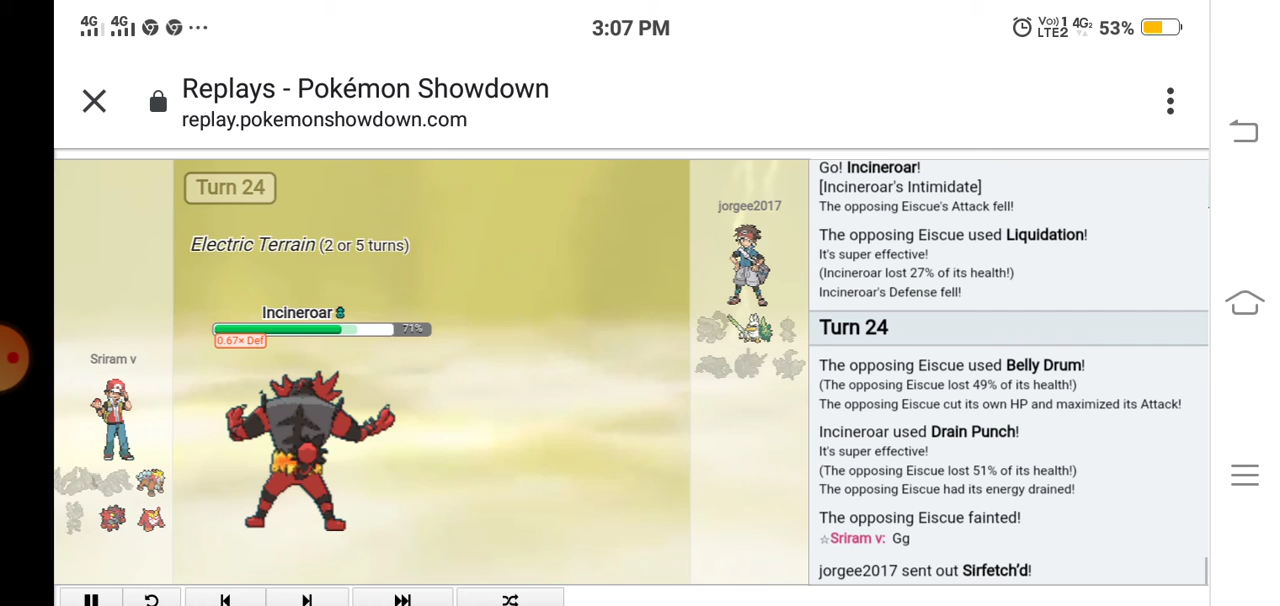 4G 4G ... 3:07 PM Vo)) 1 4G2 LTE2 53%
Replays - Pokémon Showdown
replay.pokemonshowdown.com
Turn 24
Electric Terrain (2 or 5 turns)
Incineroar
71%
0.67× Def
Sriram v
jorgee2017
Go! Incineroar!
[Incineroar's Intimidate]
The opposing Eiscue's Attack fell!
The opposing Eiscue used Liquidation!
It's super effective!
(Incineroar lost 27% of its health!)
Incineroar's Defense fell!
Turn 24
The opposing Eiscue used Belly Drum!
(The opposing Eiscue lost 49% of its health!)
The opposing Eiscue cut its own HP and maximized its Attack!
Incineroar used Drain Punch!
It's super effective!
(The opposing Eiscue lost 51% of its health!)
The opposing Eiscue had its energy drained!
The opposing Eiscue fainted!
☆Sriram v: Gg
jorgee2017 sent out Sirfetch'd!